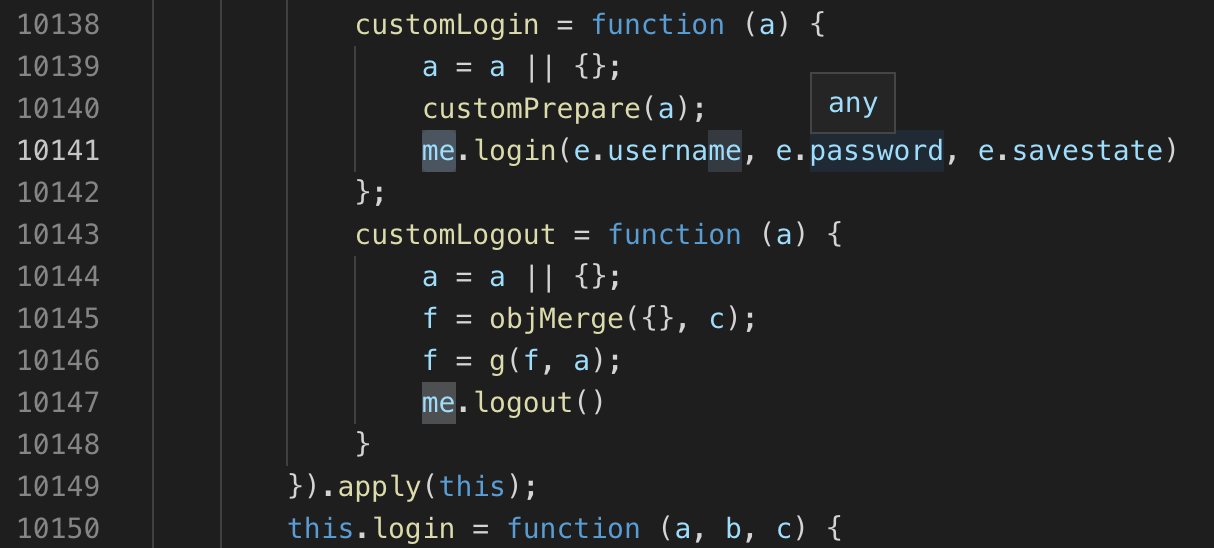 10138 customLogin = function (a) {
10139 a = a || {};
10140 customPrepare(a);
any
10141 me.login(e.username, e.password, e.savestate)
10142 };
10143 customLogout = function (a) {
10144 a = a || {};
10145 f = objMerge({}, c);
10146 f = g(f, a);
10147 me.logout()
10148 }
10149 }).apply(this);
10150 this.login = function (a, b, c) {